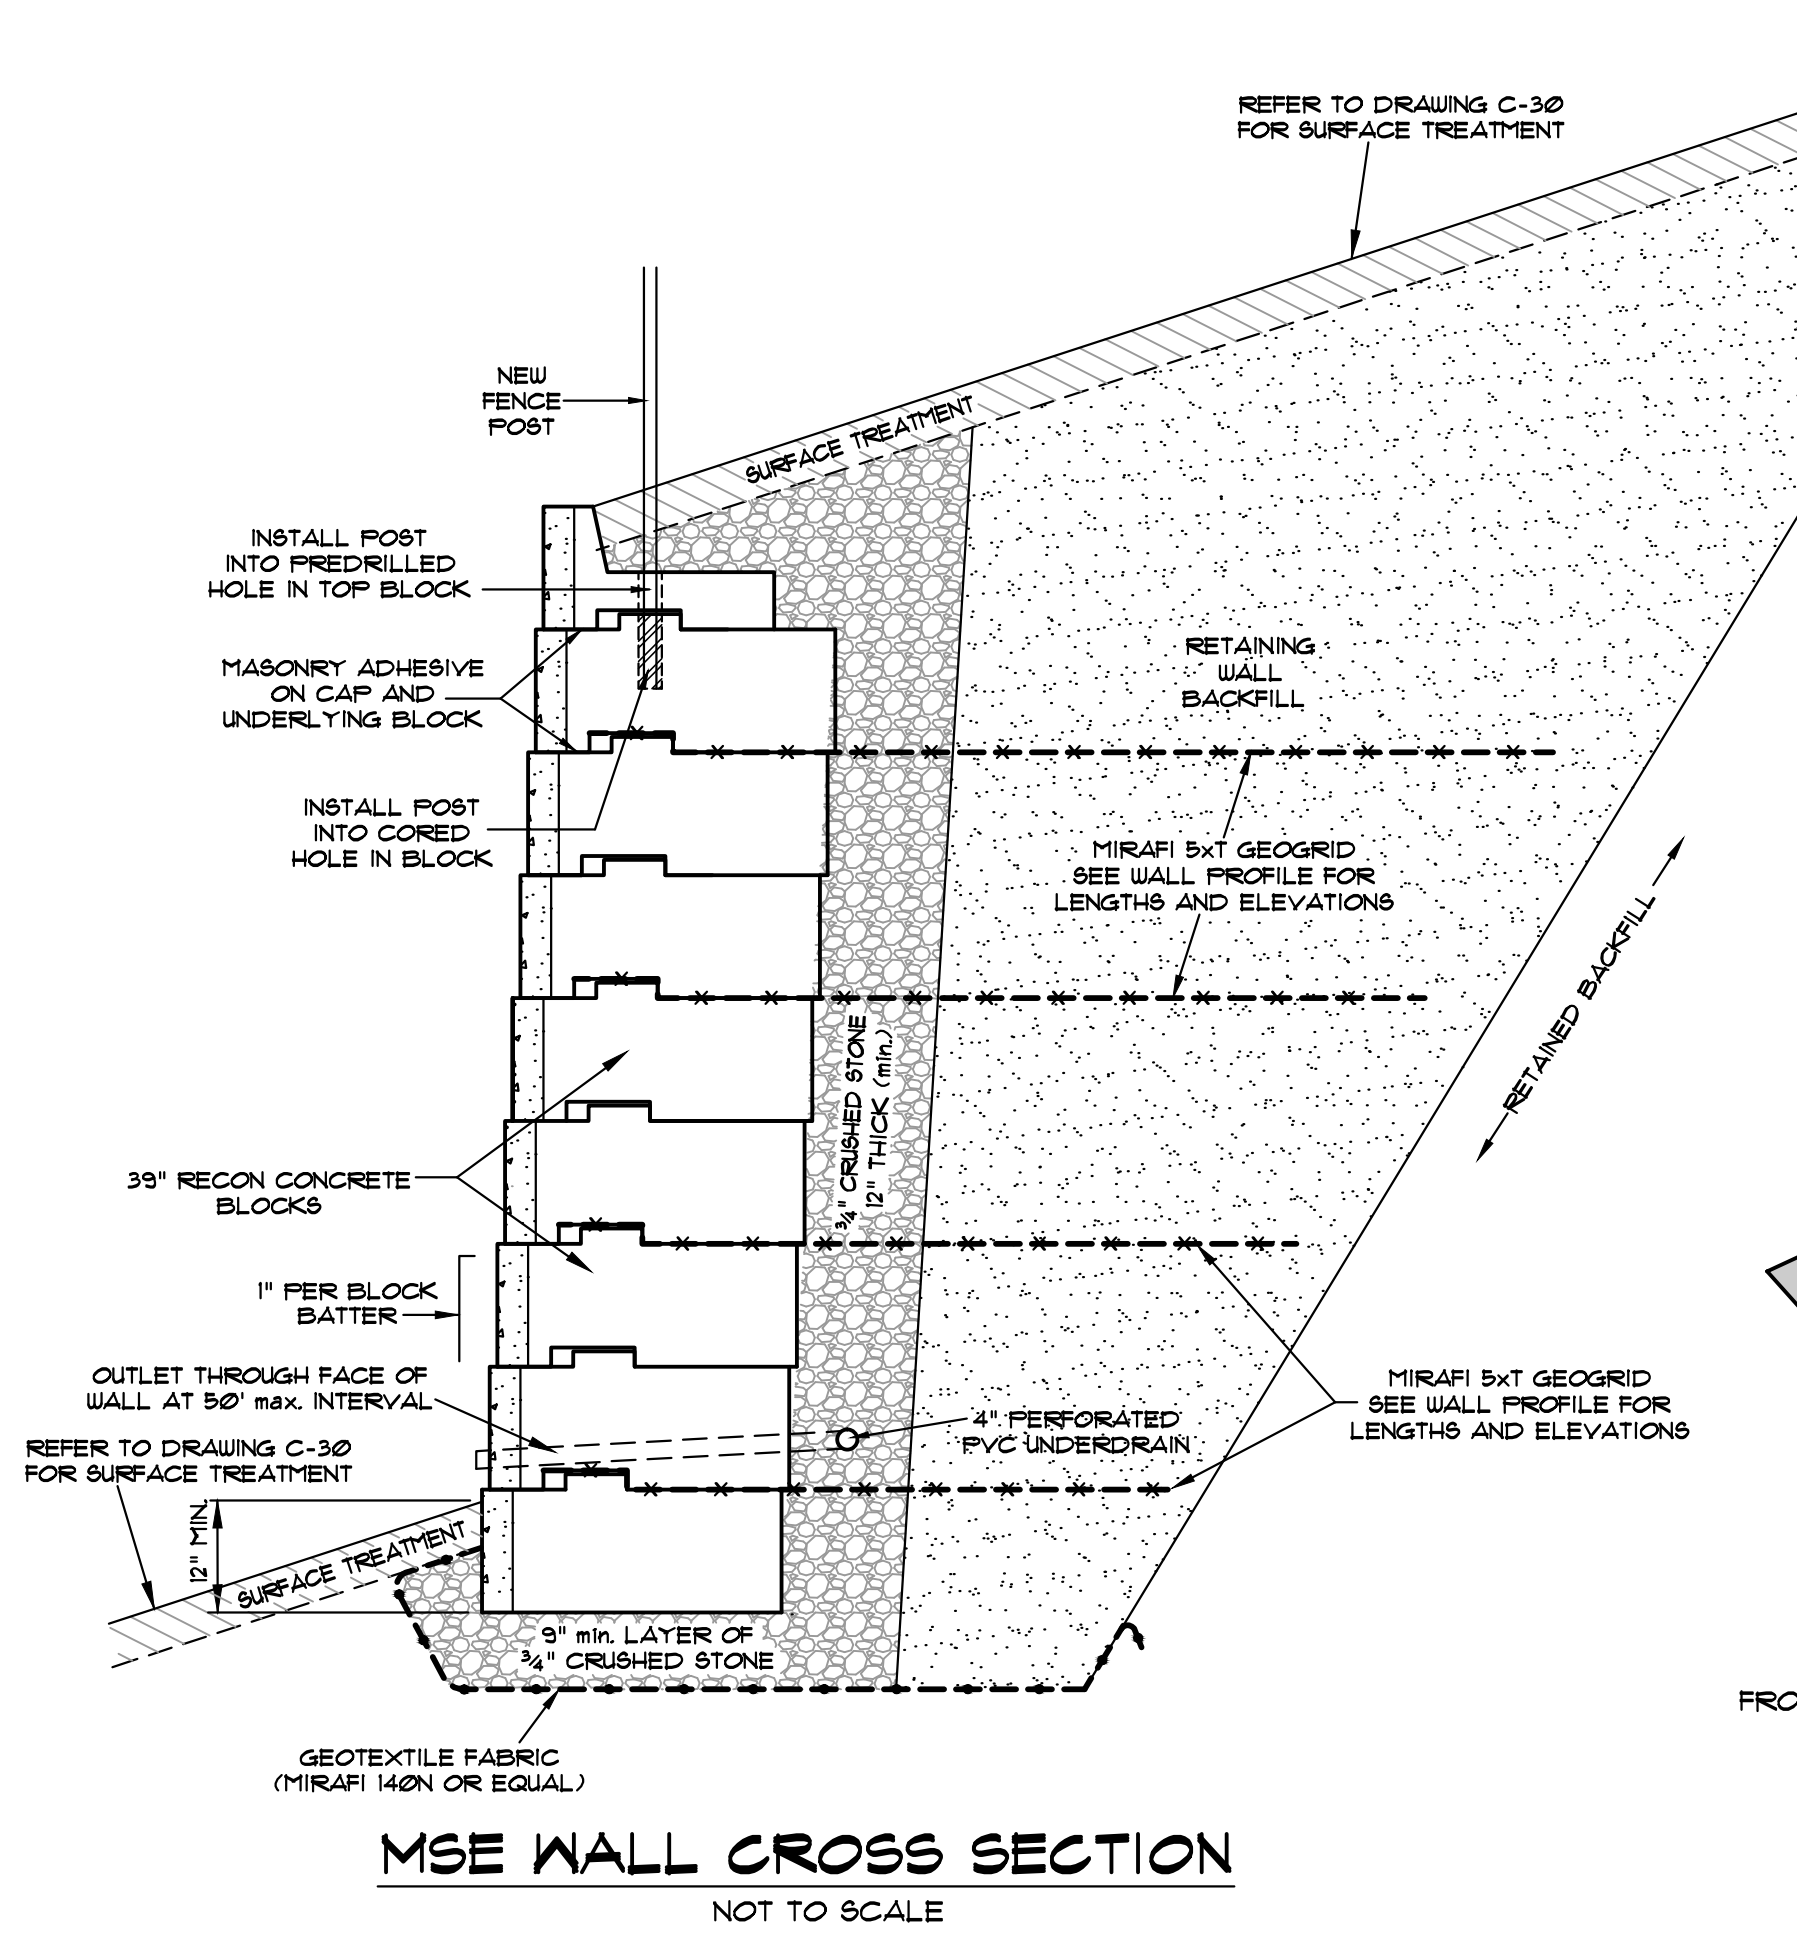 REFER TO DRAWING C-30
FOR SURFACE TREATMENT
NEW
FENCE
POST
SURFACE TREATMENT
INSTALL POST
INTO PREDRILLED
HOLE IN TOP BLOCK
RETAINING
WALL
BACKFILL
MASONRY ADHESIVE
ON CAP AND
UNDERLYING BLOCK
INSTALL POST
INTO CORED
HOLE IN BLOCK
MIRAFI 5xT GEOGRID
SEE WALL PROFILE FOR
LENGTHS AND ELEVATIONS
RETAINED BACKFILL
3/4" CRUSHED STONE
12" THICK (min.)
39" RECON CONCRETE
BLOCKS
1" PER BLOCK
BATTER
OUTLET THROUGH FACE OF
WALL AT 50' max. INTERVAL
MIRAFI 5xT GEOGRID
SEE WALL PROFILE FOR
LENGTHS AND ELEVATIONS
4" PERFORATED
PVC UNDERDRAIN
REFER TO DRAWING C-30
FOR SURFACE TREATMENT
12" MIN.
SURFACE TREATMENT
9" min. LAYER OF
3/4" CRUSHED STONE
GEOTEXTILE FABRIC
(MIRAFI 140N OR EQUAL)
MSE WALL CROSS SECTION
NOT TO SCALE